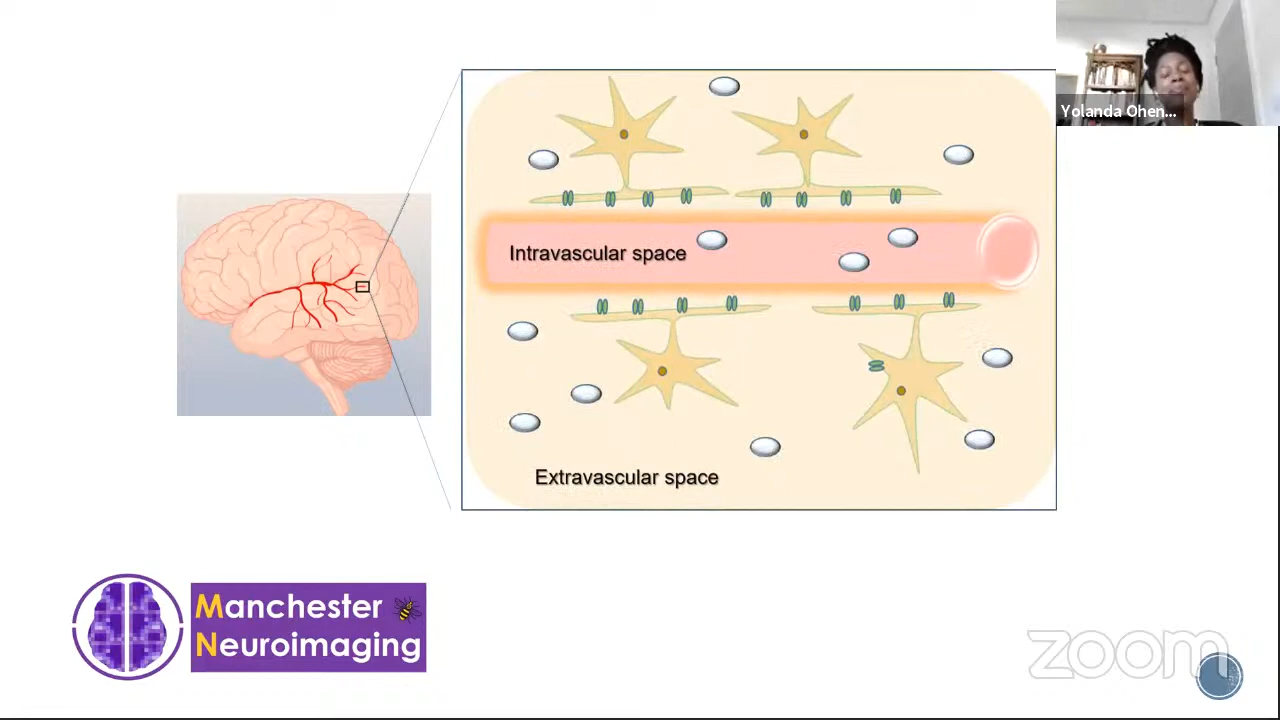 Yolanda Ohen...
Intravascular space
Extravascular space
Manchester
Neuroimaging
zoom